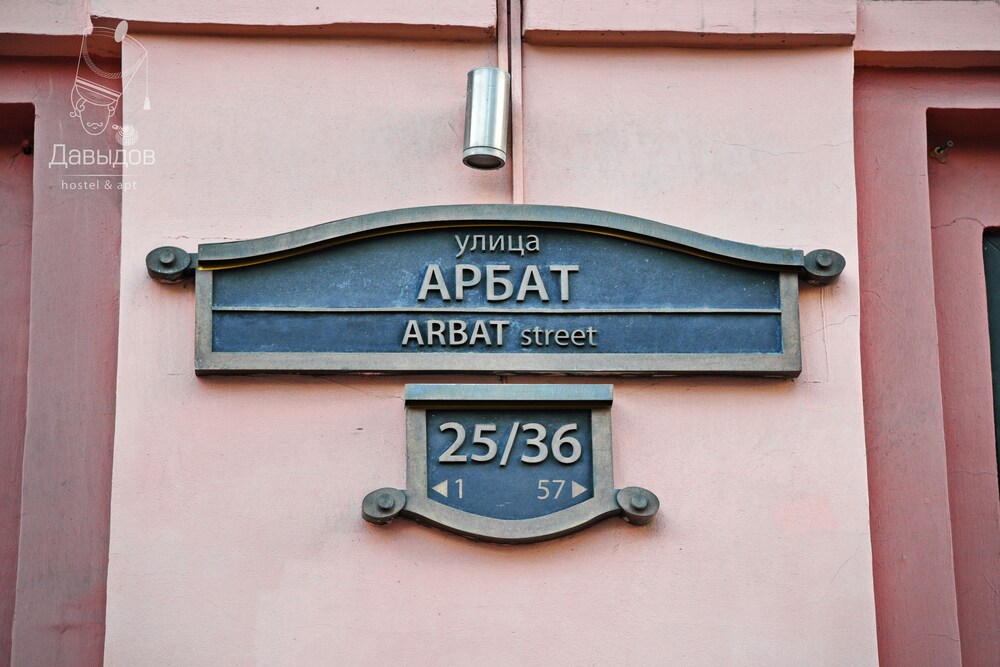 Давыдов
hostel & apt
улица
АРБАТ
ARBAT street
25/36
◄1 57►